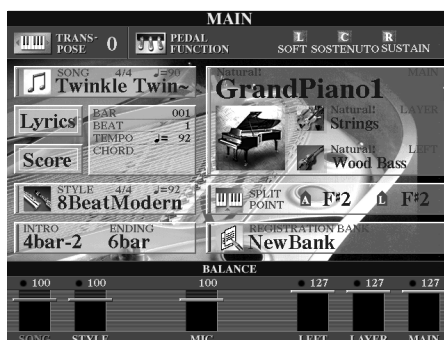 MAIN
TRANS-
POSE 0
PEDAL
FUNCTION
L C R
SOFT SOSTENUTO SUSTAIN
SONG 4/4 ♩=90
Twinkle Twin~
Natural! MAIN
GrandPiano1
Lyrics
BAR 001
BEAT 1
TEMPO ♩= 92
CHORD
Score
Natural! LAYER
Strings
Natural! LEFT
Wood Bass
STYLE 4/4 ♩=92
8BeatModern
SPLIT
POINT A F♯2 L F♯2
INTRO ENDING
4bar-2 6bar
REGISTRATION BANK
NewBank
BALANCE
100 100 100 127 127 127
SONG STYLE MIC LEFT LAYER MAIN